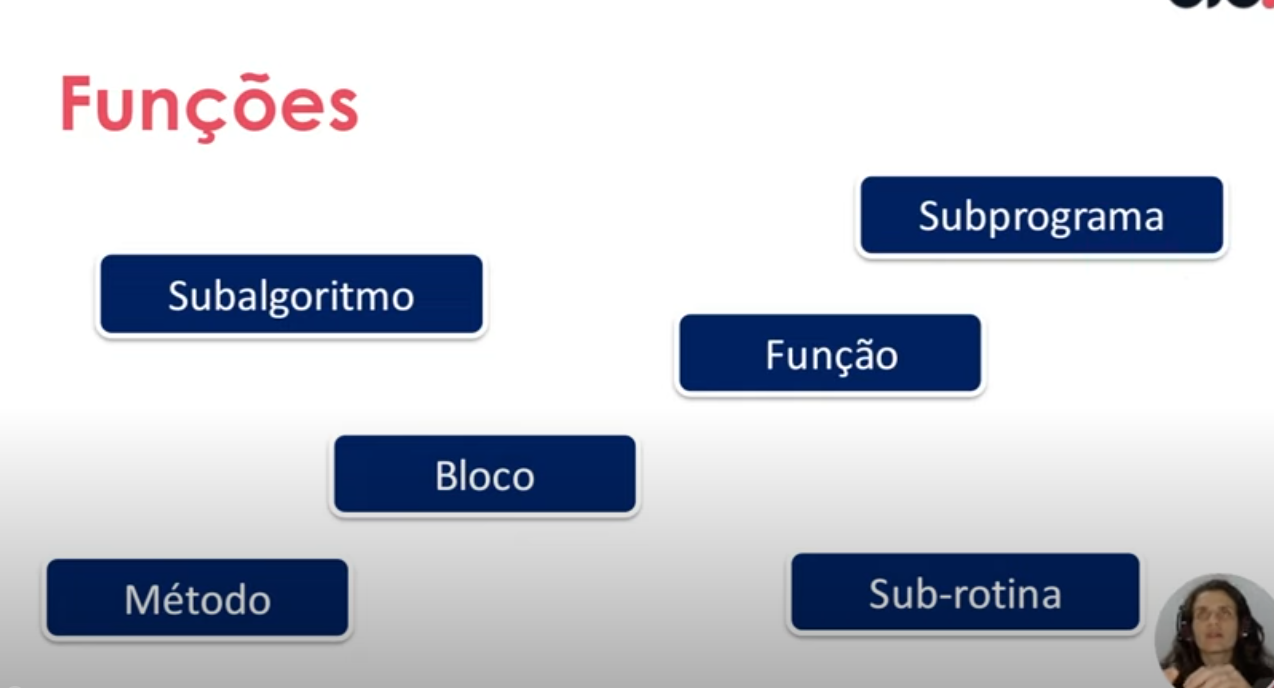 Funções
Subprograma
Subalgoritmo
Função
Bloco
Método
Sub-rotina